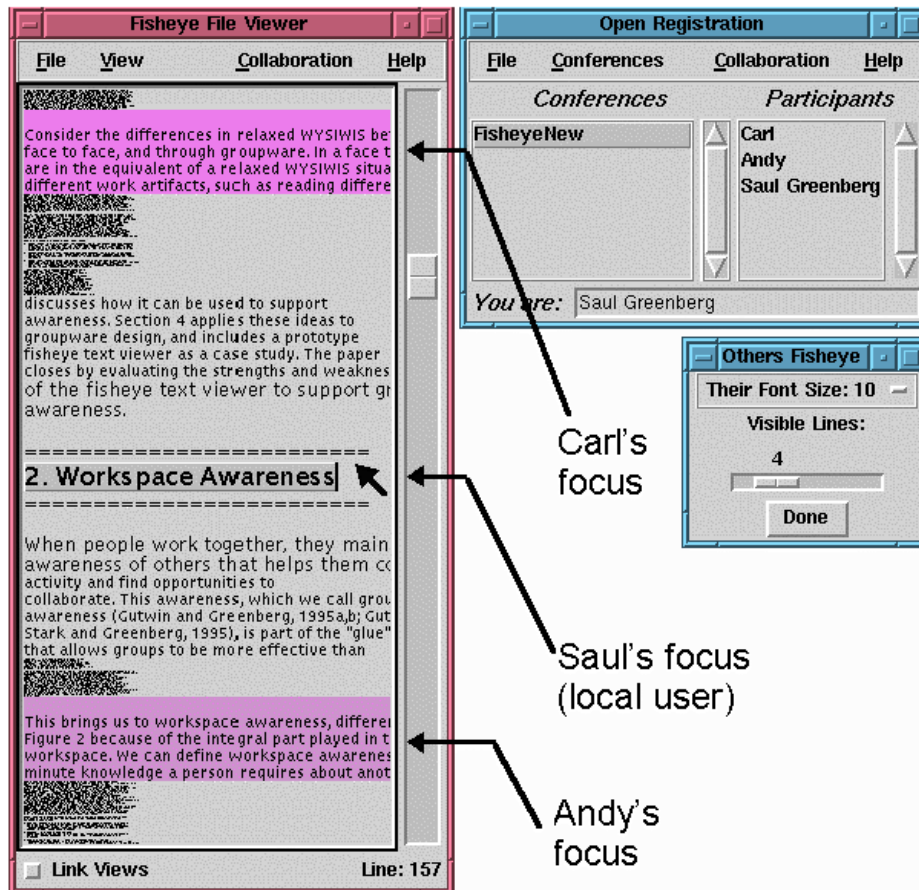 Fisheye File Viewer
File View Collaboration Help
Consider the differences in relaxed WYSIWIS be
face to face, and through groupware. In a face t
are in the equivalent of a relaxed WYSIWIS situa
different work artifacts, such as reading differe
discusses how it can be used to support
awareness. Section 4 applies these ideas to
groupware design, and includes a prototype
fisheye text viewer as a case study. The paper
closes by evaluating the strengths and weaknes
of the fisheye text viewer to support gr
awareness.
==============================
2. Workspace Awareness
==============================
When people work together, they main
awareness of others that helps them co
activity and find opportunities to
collaborate. This awareness, which we call grou
awareness (Gutwin and Greenberg, 1995a,b; Gut
Stark and Greenberg, 1995), is part of the "glue"
that allows groups to be more effective than
This brings us to workspace awareness, differe
Figure 2 because of the integral part played in t
workspace. We can define workspace awarenes
minute knowledge a person requires about anot
Link Views Line: 157
Open Registration
File Conferences Collaboration Help
Conferences Participants
FisheyeNew
Carl
Andy
Saul Greenberg
You are: Saul Greenberg
Others Fisheye
Their Font Size: 10
Visible Lines:
4
Done
Carl's
focus
Saul's focus
(local user)
Andy's
focus